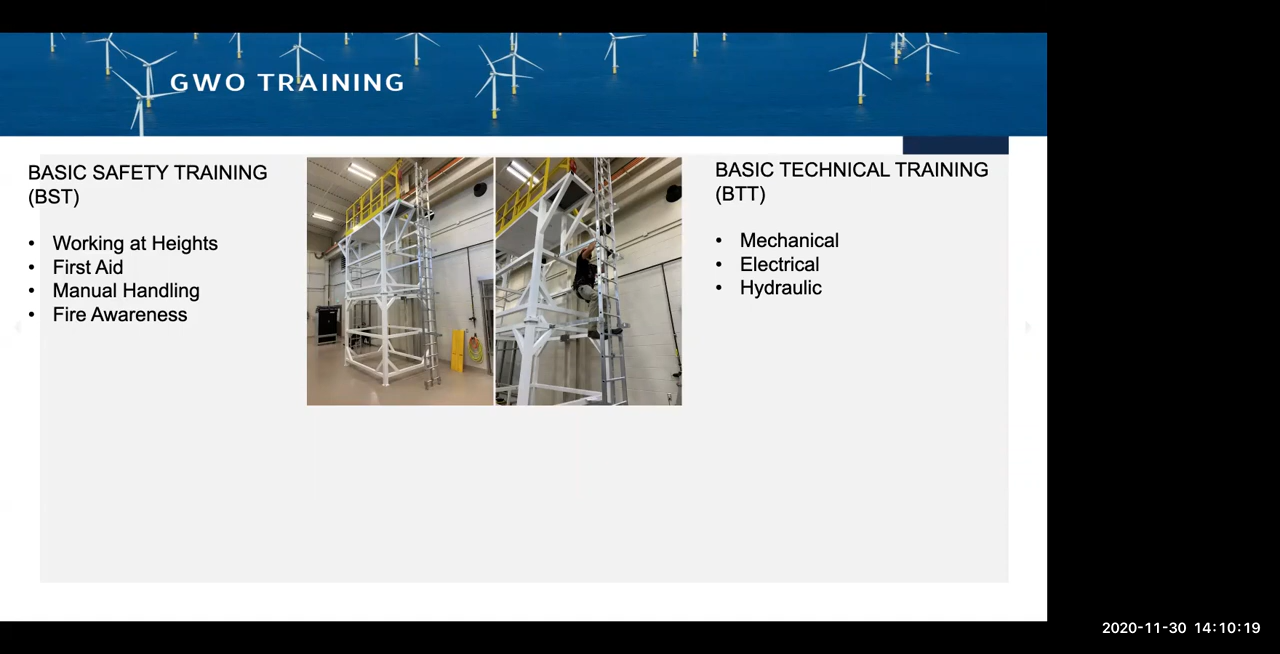 GWO TRAINING
BASIC SAFETY TRAINING
(BST)
• Working at Heights
• First Aid
• Manual Handling
• Fire Awareness
BASIC TECHNICAL TRAINING
(BTT)
• Mechanical
• Electrical
• Hydraulic
2020-11-30 14:10:19